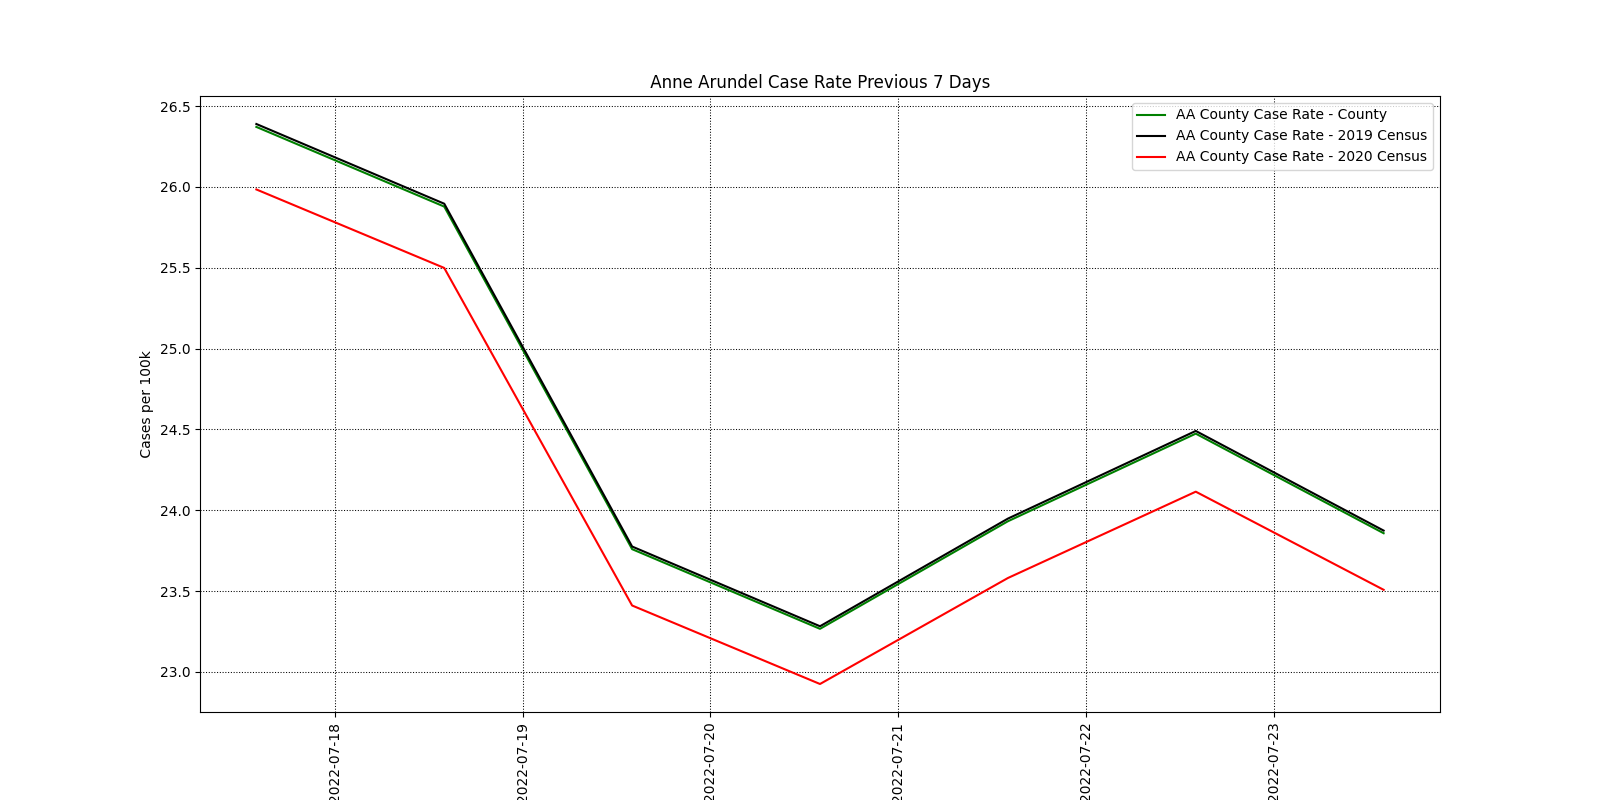 Anne Arundel Case Rate Previous 7 Days
AA County Case Rate - County
AA County Case Rate - 2019 Census
AA County Case Rate - 2020 Census
Cases per 100k
26.5
26.0
25.5
25.0
24.5
24.0
23.5
23.0
2022-07-18
2022-07-19
2022-07-20
2022-07-21
2022-07-22
2022-07-23